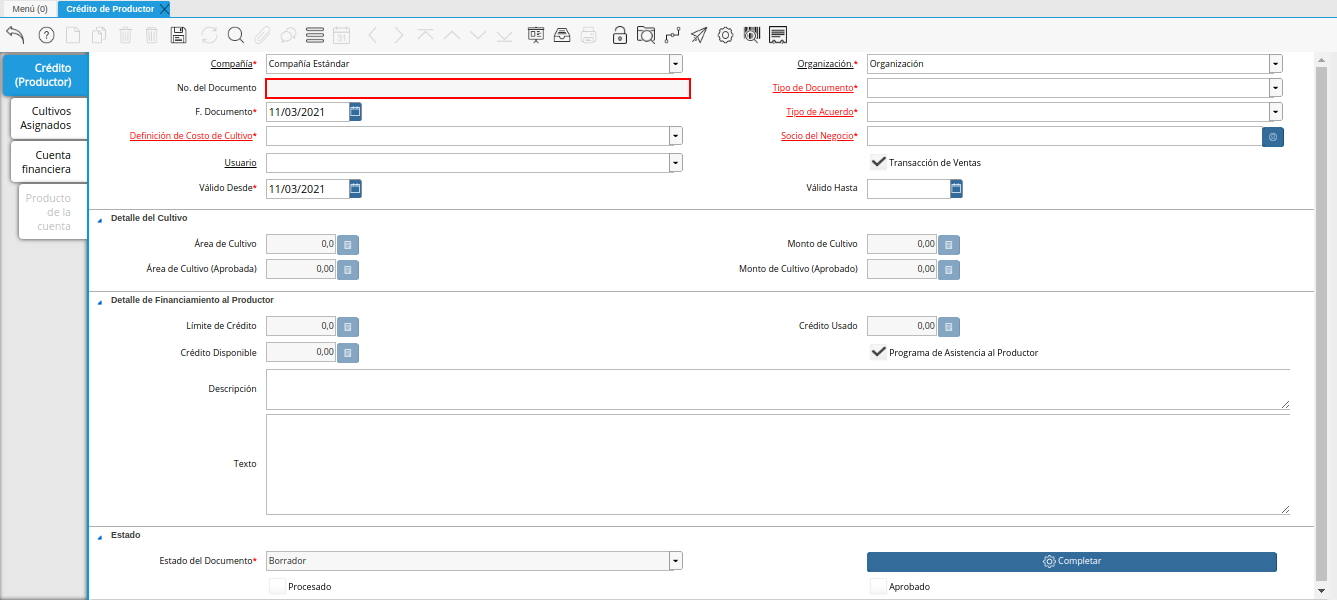 Menú (0)
Crédito de Productor
31
Crédito
(Productor)
Cultivos
Asignados
Cuenta
financiera
Producto
de la
cuenta
Compañía* Compañía Estándar
Organización.* Organización
No. del Documento
Tipo de Documento*
F. Documento* 11/03/2021
Tipo de Acuerdo*
Definición de Costo de Cultivo*
Socio del Negocio*
Usuario
Transacción de Ventas
Válido Desde* 11/03/2021
Válido Hasta
Detalle del Cultivo
Área de Cultivo 0,0
Monto de Cultivo 0,00
Área de Cultivo (Aprobada) 0,00
Monto de Cultivo (Aprobado) 0,00
Detalle de Financiamiento al Productor
Límite de Crédito 0,0
Crédito Usado 0,00
Crédito Disponible 0,00
Programa de Asistencia al Productor
Descripción
Texto
Estado
Estado del Documento* Borrador
Completar
Procesado
Aprobado